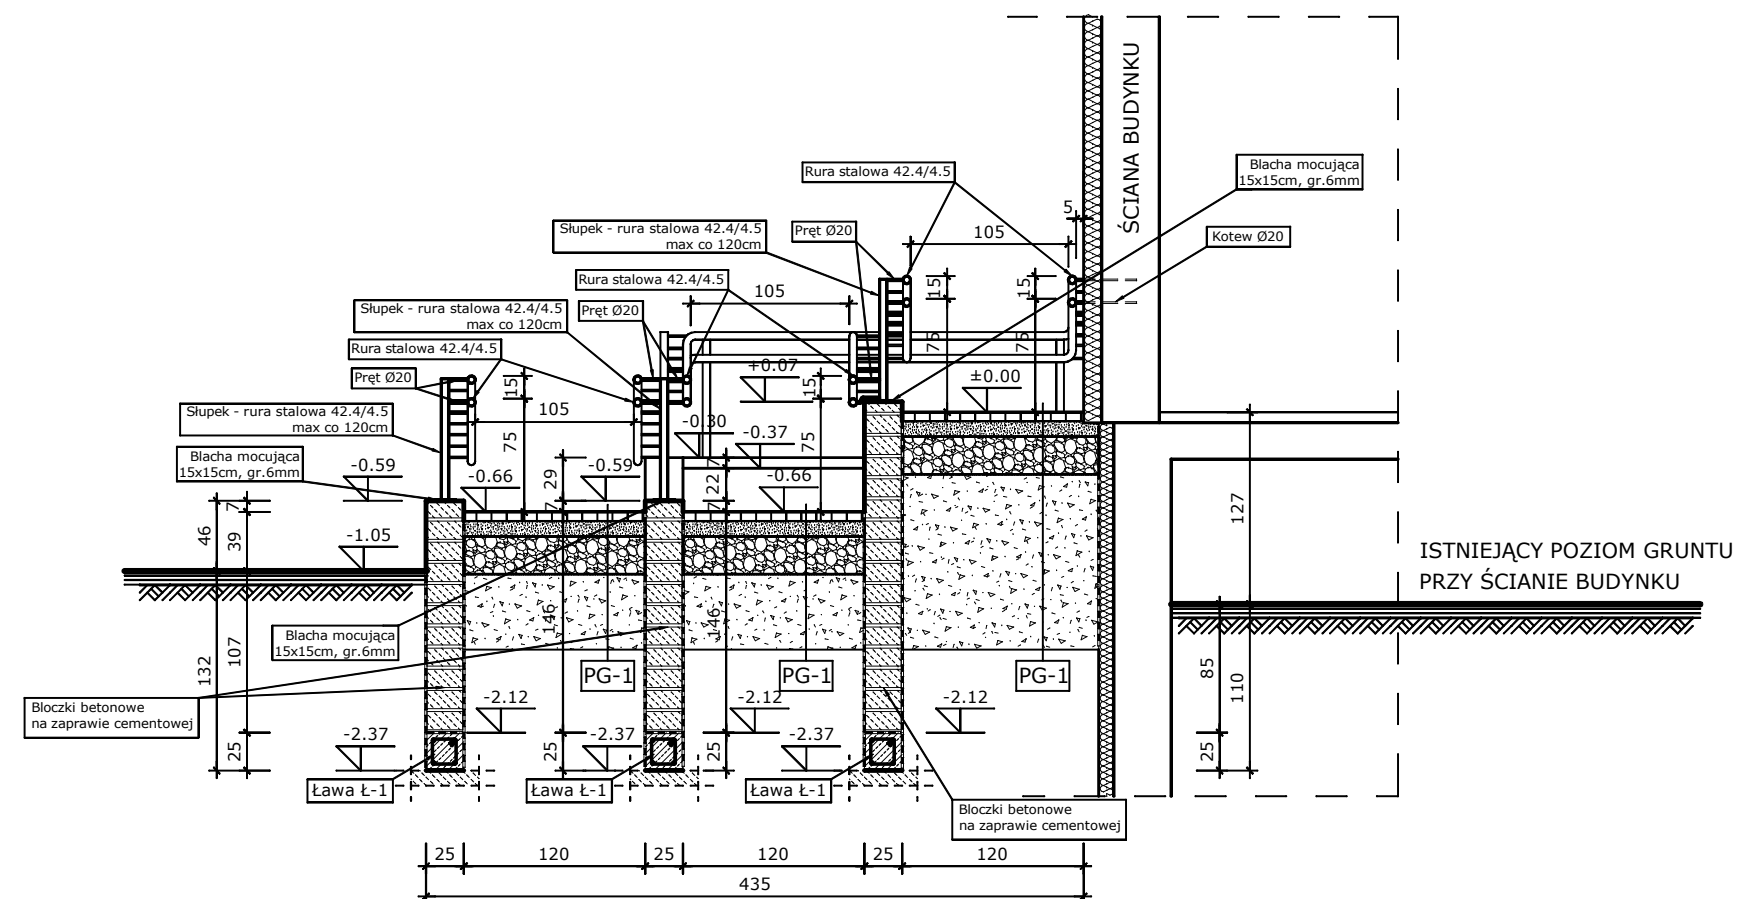 ŚCIANA BUDYNKU
Blacha mocująca
15x15cm, gr.6mm
Rura stalowa 42.4/4.5
5
Słupek - rura stalowa 42.4/4.5
max co 120cm
Pręt Ø20
105
Kotew Ø20
Rura stalowa 42.4/4.5
105
15
15
Słupek - rura stalowa 42.4/4.5
max co 120cm
Pręt Ø20
75
75
Rura stalowa 42.4/4.5
+0.07
±0.00
Pręt Ø20
15
15
Słupek - rura stalowa 42.4/4.5
max co 120cm
105
75
-0.30
-0.37
75
Blacha mocująca
15x15cm, gr.6mm
-0.59
-0.66
29
-0.59
7
22
-0.66
7
7
7
127
46
39
-1.05
ISTNIEJĄCY POZIOM GRUNTU
PRZY ŚCIANIE BUDYNKU
146
146
Blacha mocująca
15x15cm, gr.6mm
132
107
PG-1
PG-1
PG-1
85
110
Bloczki betonowe
na zaprawie cementowej
-2.12
-2.12
-2.12
-2.37
-2.37
-2.37
25
25
25
25
Ława Ł-1
Ława Ł-1
Ława Ł-1
Bloczki betonowe
na zaprawie cementowej
25
120
25
120
25
120
435